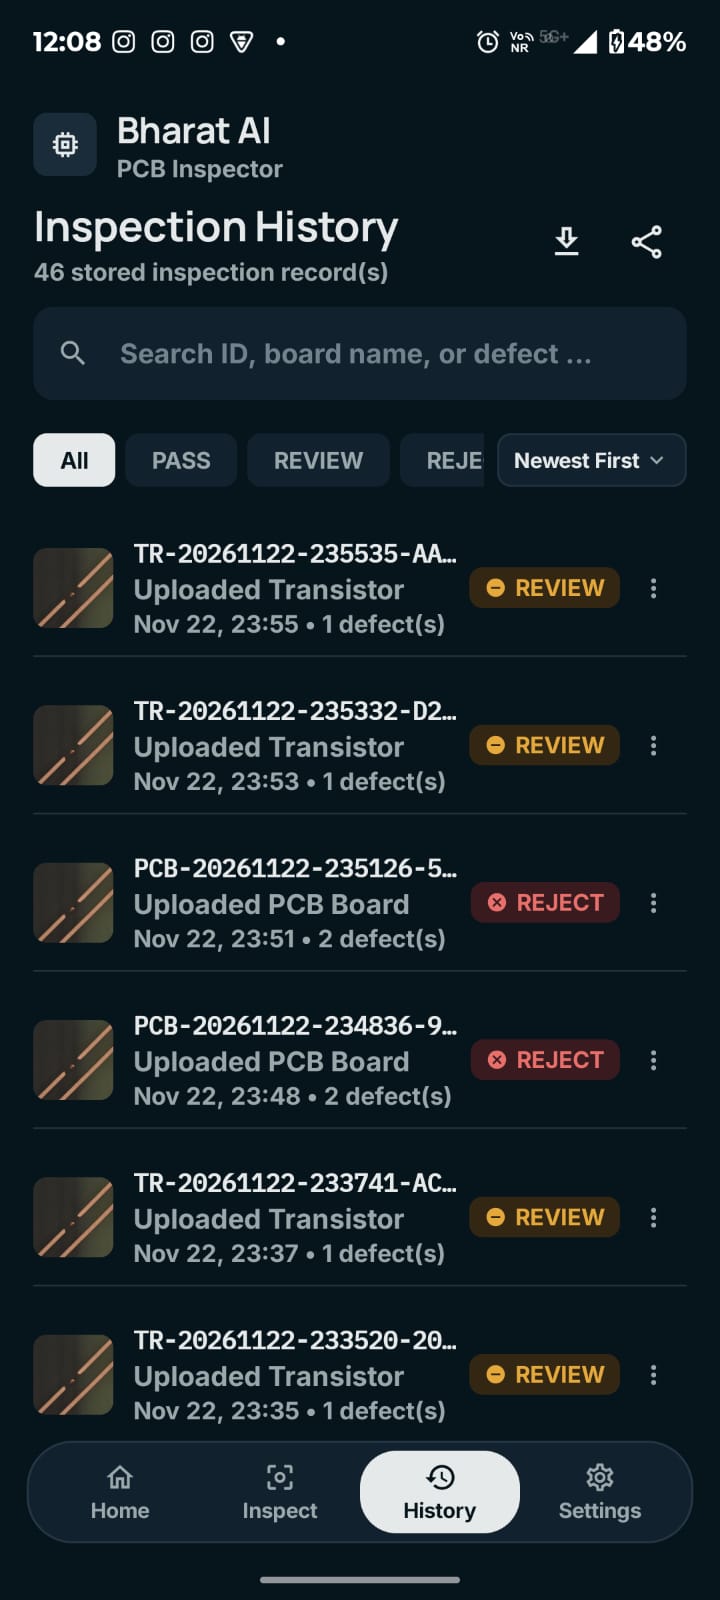 12:08
Vo)) NR 5G+ 48%
Bharat AI
PCB Inspector
Inspection History
46 stored inspection record(s)
Search ID, board name, or defect ...
All PASS REVIEW REJE Newest First
TR-20261122-235535-AA…
Uploaded Transistor
Nov 22, 23:55 • 1 defect(s)
REVIEW
TR-20261122-235332-D2…
Uploaded Transistor
Nov 22, 23:53 • 1 defect(s)
REVIEW
PCB-20261122-235126-5…
Uploaded PCB Board
Nov 22, 23:51 • 2 defect(s)
REJECT
PCB-20261122-234836-9…
Uploaded PCB Board
Nov 22, 23:48 • 2 defect(s)
REJECT
TR-20261122-233741-AC…
Uploaded Transistor
Nov 22, 23:37 • 1 defect(s)
REVIEW
TR-20261122-233520-20…
Uploaded Transistor
Nov 22, 23:35 • 1 defect(s)
REVIEW
Home Inspect History Settings